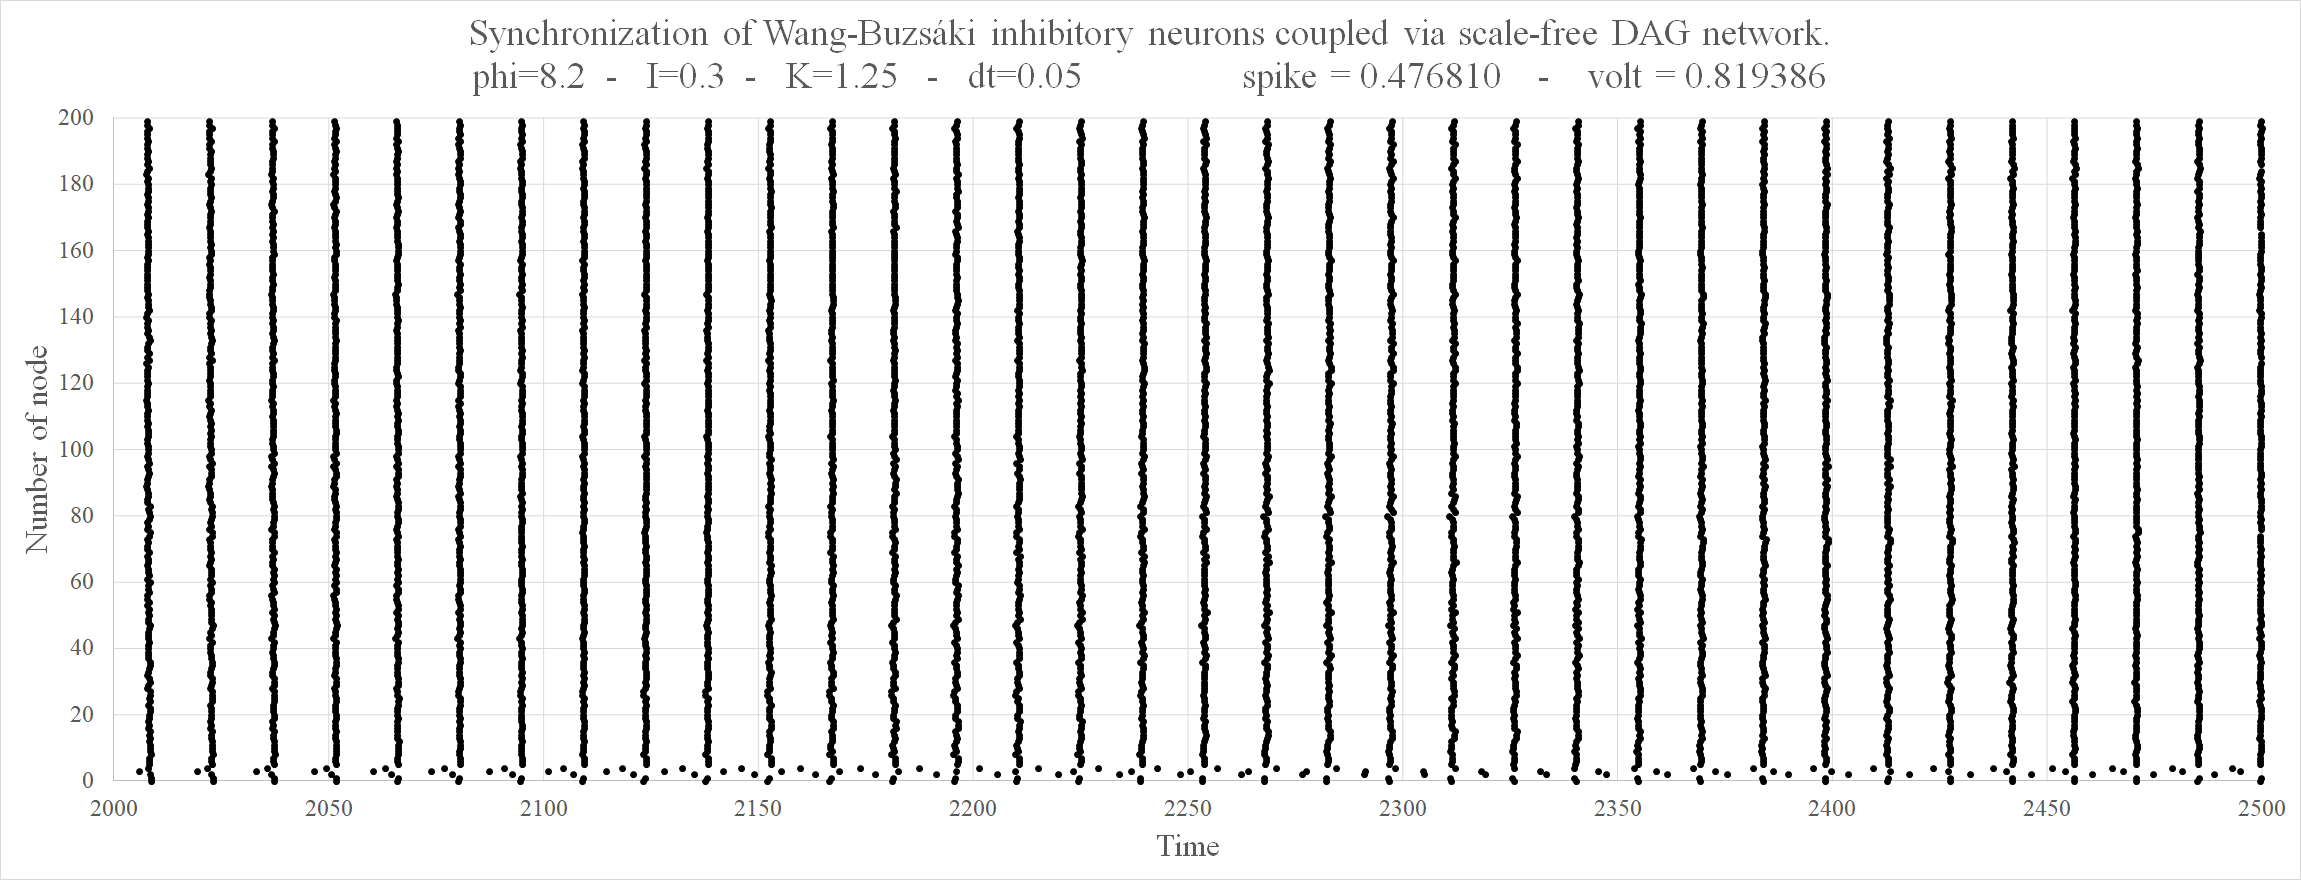 Synchronization of Wang-Buzsáki inhibitory neurons coupled via scale-free DAG network.
phi=8.2 - I=0.3 - K=1.25 - dt=0.05 spike = 0.476810 - volt = 0.819386
200
180
160
140
120
100
80
60
40
20
0
Number of node
2000 2050 2100 2150 2200 2250 2300 2350 2400 2450 2500
Time